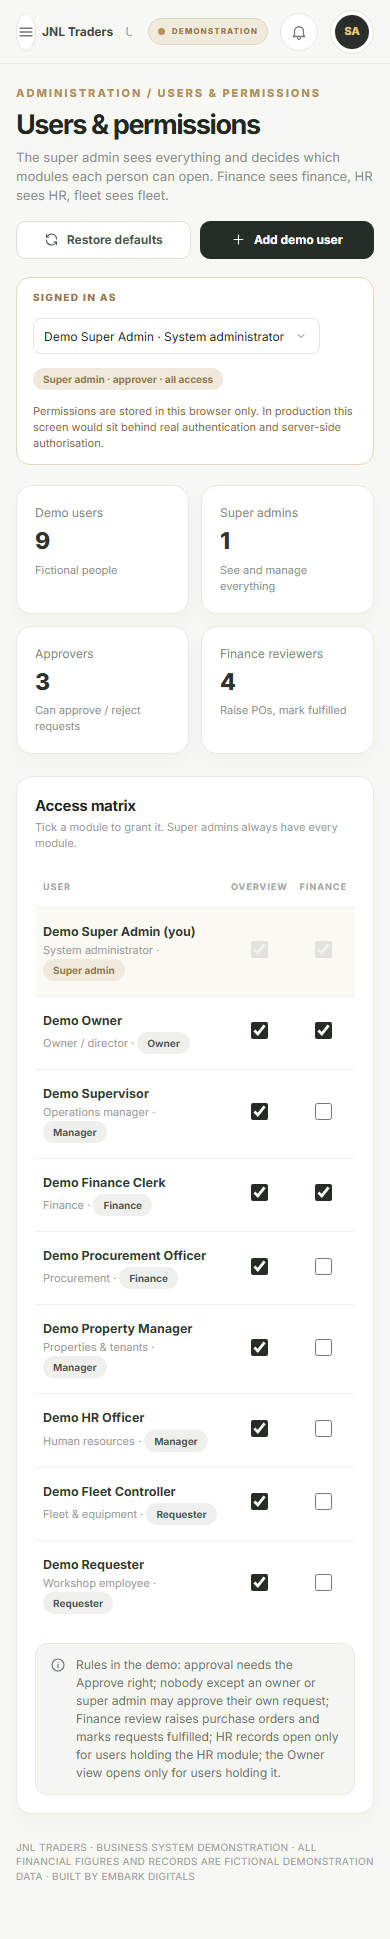 JNL Traders
DEMONSTRATION
SA
ADMINISTRATION / USERS & PERMISSIONS
Users & permissions
The super admin sees everything and decides which
modules each person can open. Finance sees finance, HR
sees HR, fleet sees fleet.
Restore defaults
Add demo user
SIGNED IN AS
Demo Super Admin · System administrator
Super admin · approver · all access
Permissions are stored in this browser only. In production this
screen would sit behind real authentication and server-side
authorisation.
Demo users
9
Fictional people
Super admins
1
See and manage
everything
Approvers
3
Can approve / reject
requests
Finance reviewers
4
Raise POs, mark fulfilled
Access matrix
Tick a module to grant it. Super admins always have every
module.
USER OVERVIEW FINANCE
Demo Super Admin (you)
System administrator ·
Super admin
Demo Owner
Owner / director · Owner
Demo Supervisor
Operations manager ·
Manager
Demo Finance Clerk
Finance · Finance
Demo Procurement Officer
Procurement · Finance
Demo Property Manager
Properties & tenants ·
Manager
Demo HR Officer
Human resources · Manager
Demo Fleet Controller
Fleet & equipment · Requester
Demo Requester
Workshop employee ·
Requester
Rules in the demo: approval needs the
Approve right; nobody except an owner or
super admin may approve their own request;
Finance review raises purchase orders and
marks requests fulfilled; HR records open only
for users holding the HR module; the Owner
view opens only for users holding it.
JNL TRADERS · BUSINESS SYSTEM DEMONSTRATION · ALL
FINANCIAL FIGURES AND RECORDS ARE FICTIONAL DEMONSTRATION
DATA · BUILT BY EMBARK DIGITALS